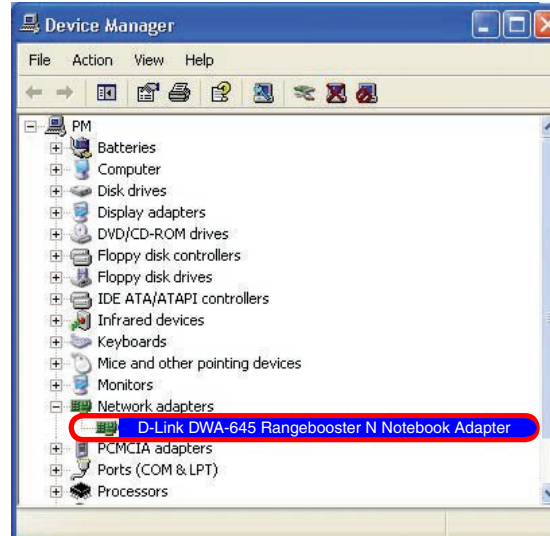 Device Manager
File Action View Help
PM
Batteries
Computer
Disk drives
Display adapters
DVD/CD-ROM drives
Floppy disk controllers
Floppy disk drives
IDE ATA/ATAPI controllers
Infrared devices
Keyboards
Mice and other pointing devices
Monitors
Network adapters
D-Link DWA-645 Rangebooster N Notebook Adapter
PCMCIA adapters
Ports (COM & LPT)
Processors